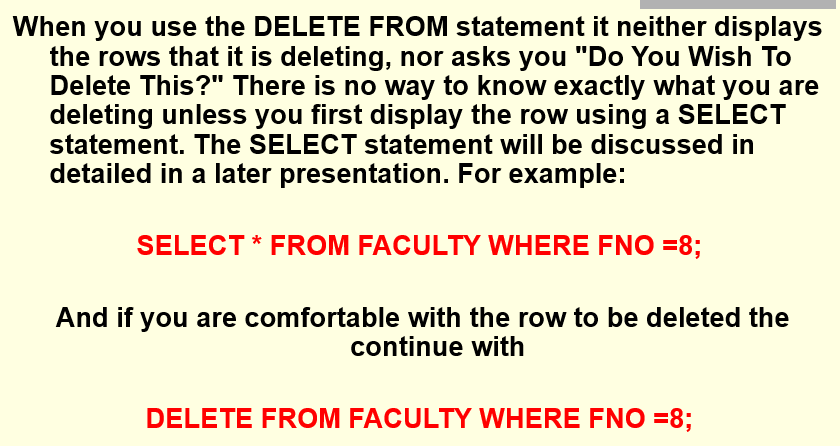 When you use the DELETE FROM statement it neither displays
the rows that it is deleting, nor asks you "Do You Wish To
Delete This?" There is no way to know exactly what you are
deleting unless you first display the row using a SELECT
statement. The SELECT statement will be discussed in
detailed in a later presentation. For example:
SELECT * FROM FACULTY WHERE FNO =8;
And if you are comfortable with the row to be deleted the
continue with
DELETE FROM FACULTY WHERE FNO =8;